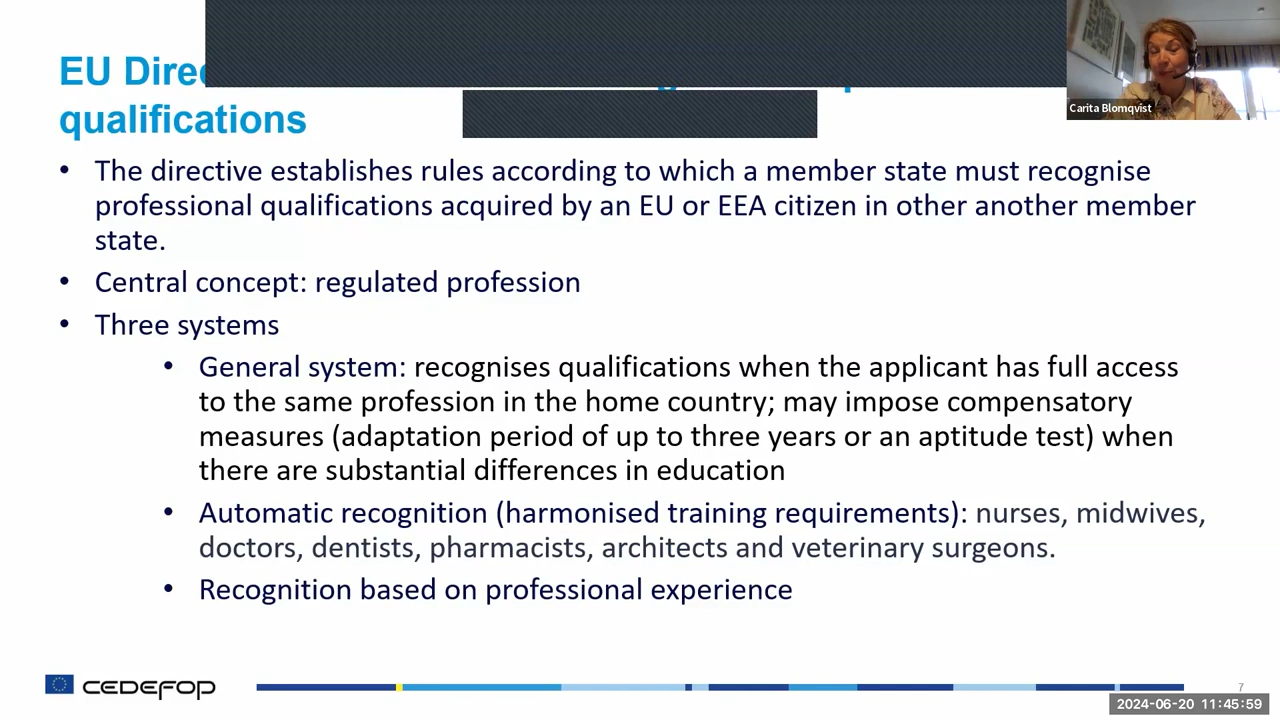 EU
qualifications
Carita Blomqvist
• The directive establishes rules according to which a member state must recognise
professional qualifications acquired by an EU or EEA citizen in other another member
state.
• Central concept: regulated profession
• Three systems
• General system: recognises qualifications when the applicant has full access
to the same profession in the home country; may impose compensatory
measures (adaptation period of up to three years or an aptitude test) when
there are substantial differences in education
• Automatic recognition (harmonised training requirements): nurses, midwives,
doctors, dentists, pharmacists, architects and veterinary surgeons.
• Recognition based on professional experience
CEDEFOP
7
2024-06-20 11:45:59